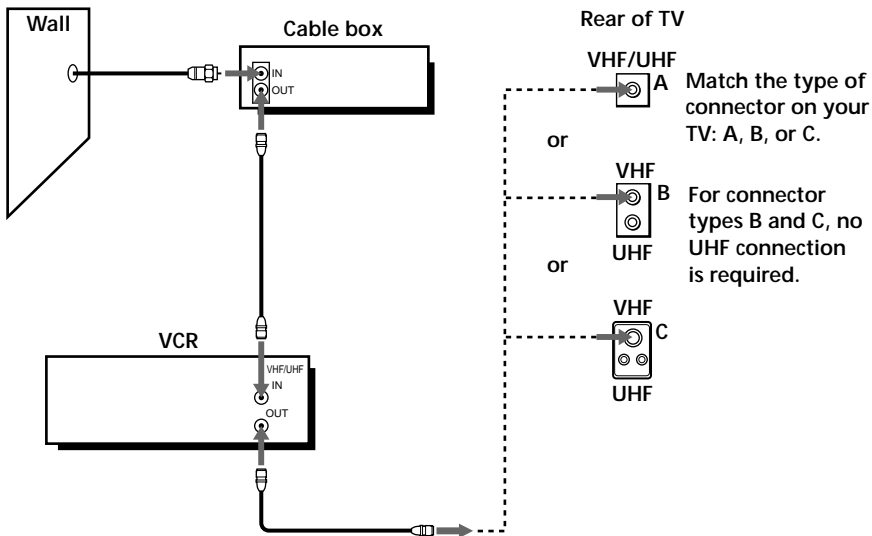 Wall
Cable box
IN
OUT
VCR
VHF/UHF
IN
OUT
Rear of TV
VHF/UHF
A
Match the type of
connector on your
TV: A, B, or C.
or
VHF
B
UHF
For connector
types B and C, no
UHF connection
is required.
or
VHF
C
UHF